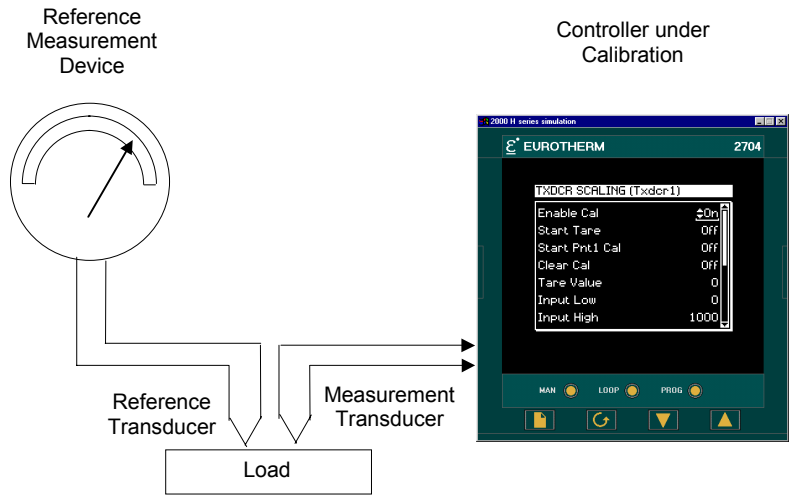 Reference
Measurement
Device
Controller under
Calibration
2000 H series simulation
EUROTHERM 2704
TXDCR SCALING (Txdcr1)
Enable Cal On
Start Tare Off
Start Pnt1 Cal Off
Clear Cal Off
Tare Value 0
Input Low 0
Input High 1000
MAN LOOP PROG
Reference
Transducer
Measurement
Transducer
Load